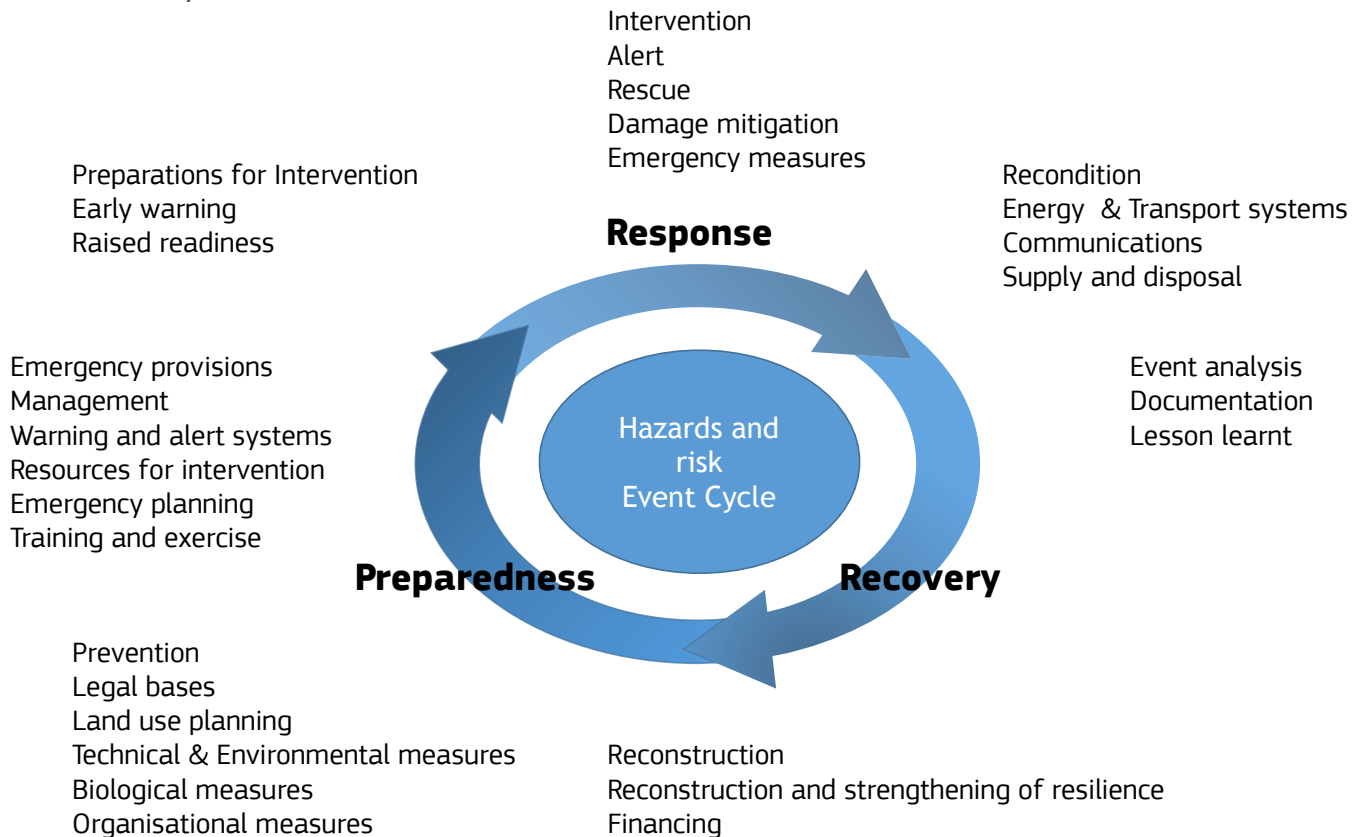 Intervention
Alert
Rescue
Damage mitigation
Emergency measures
Preparations for Intervention
Early warning
Raised readiness
Recondition
Energy & Transport systems
Communications
Supply and disposal
Response
Emergency provisions
Management
Warning and alert systems
Resources for intervention
Emergency planning
Training and exercise
Event analysis
Documentation
Lesson learnt
Hazards and
risk
Event Cycle
Preparedness
Recovery
Prevention
Legal bases
Land use planning
Technical & Environmental measures
Biological measures
Organisational measures
Reconstruction
Reconstruction and strengthening of resilience
Financing